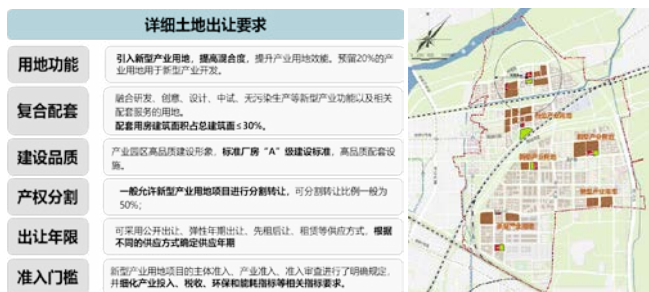 详细土地出让要求
用地功能
引入新型产业用地，提高混合度，提升产业用地效能。预留20%的产
业用地用于新型产业开发。
复合配套
融合研发、创意、设计、中试、无污染生产等新型产业功能以及相关
配套服务的用地。
配套用房建筑面积占总建筑面≤30%。
建设品质
产业园区高品质建设形象，标准厂房“A”级建设标准，高品质配套设
施。
产权分割
一般允许新型产业用地项目进行分割转让，可分割转让比例一般为
50%；
出让年限
可采用公开出让、弹性年期出让、先租后让、租赁等供应方式，根据
不同的供应方式确定供应年期
准入门槛
新型产业用地项目的主体准入、产业准入、准入审查进行了明确规定，
并细化产业投入、税收、环保和能耗指标等相关指标要求。